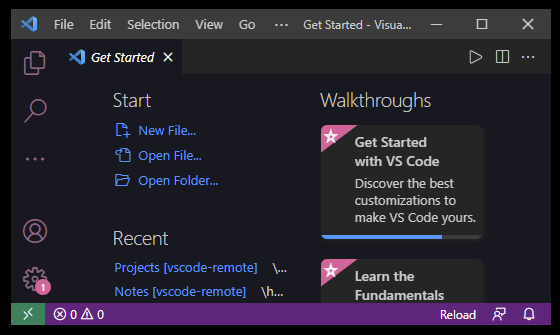 File Edit Selection View Go ··· Get Started - Visua...
Get Started
Start
New File...
Open File...
Open Folder...
Recent
Projects [vscode-remote] \...
Notes [vscode-remote] \h...
Walkthroughs
Get Started
with VS Code
Discover the best
customizations to
make VS Code yours.
Learn the
Fundamentals
1
0 0
Reload